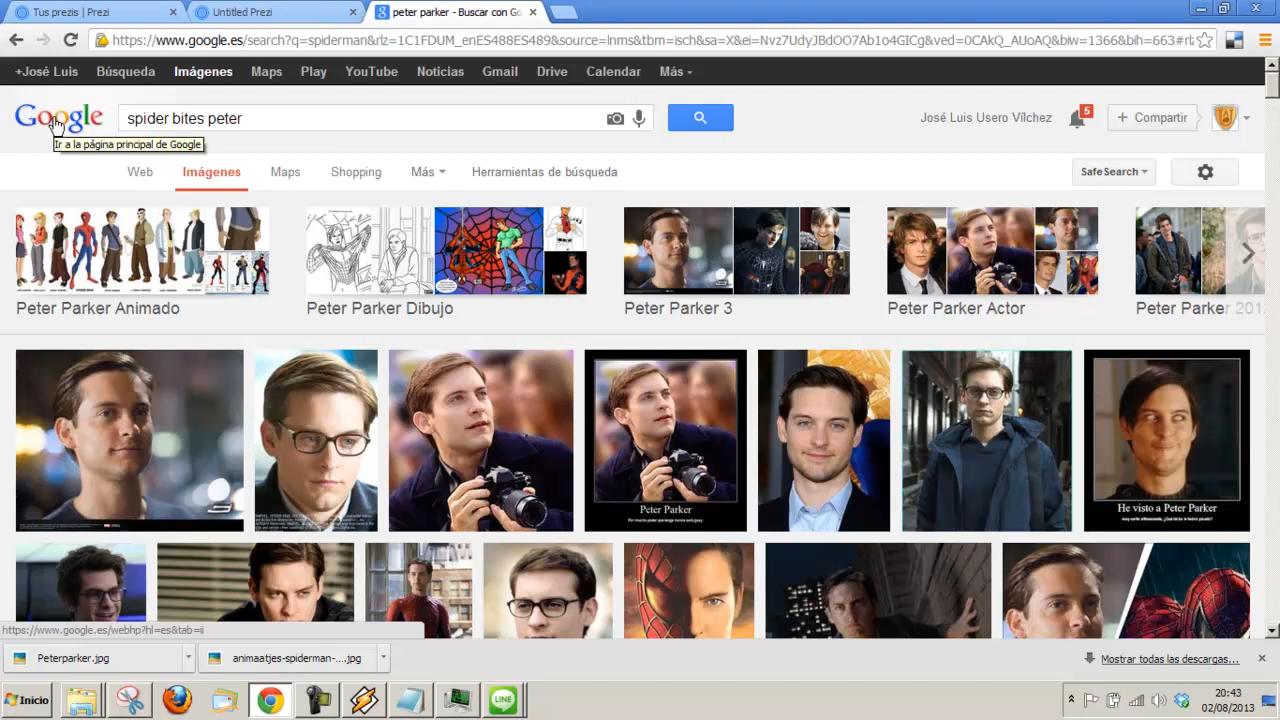 Tus prezis | Prezi
Untitled Prezi
peter parker - Buscar con Go
https://www.google.es/search?q=spiderman&rlz=1C1FDUM_enES488ES489&source=lnms&tbm=isch&sa=X&ei=Nvz7UdyJBdOO7Ab1o4GICg&ved=0CAkQ_AUoAQ&biw=1366&bih=663#rl
+José Luis Búsqueda Imágenes Maps Play YouTube Noticias Gmail Drive Calendar Más
Google
spider bites peter
José Luis Usero Vílchez
5
+ Compartir
Ir a la página principal de Google
Web Imágenes Maps Shopping Más Herramientas de búsqueda
SafeSearch
Peter Parker Animado
Peter Parker Dibujo
Peter Parker 3
Peter Parker Actor
Peter Parker 201
Peter Parker
He visto a Peter Parker
https://www.google.es/webhp?hl=es&tab=ii
Peterparker.jpg
animaatjes-spiderman-....jpg
Mostrar todas las descargas...
Inicio
LINE
20:43
02/08/2013